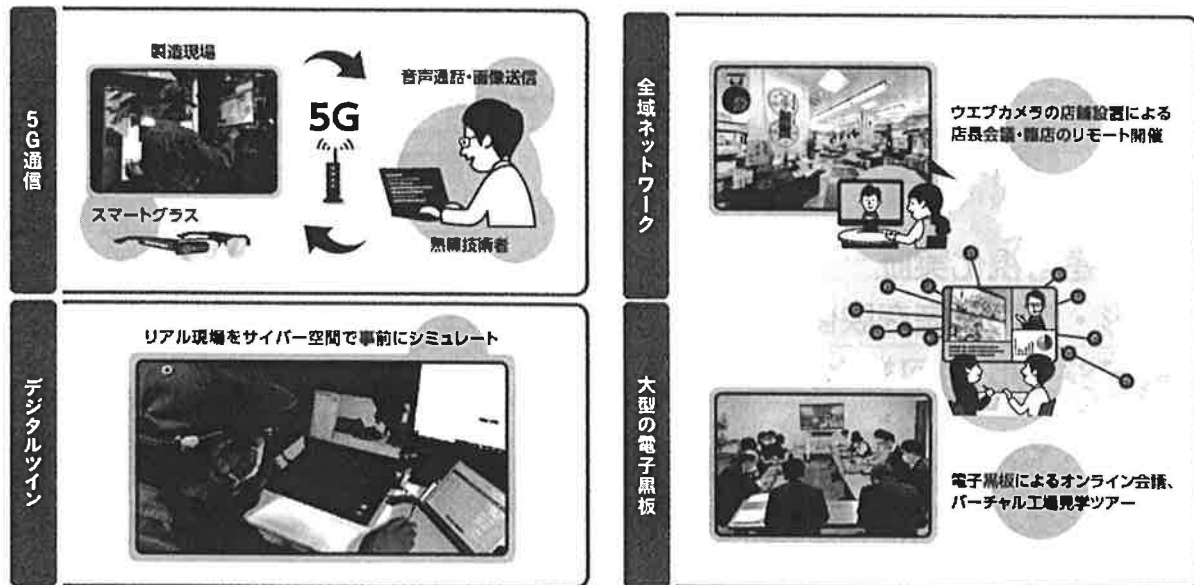 5G通信
製造現場
5G
音声通話・画像送信
スマートグラス
熟練技術者
デジタルツイン
リアル現場をサイバー空間で事前にシミュレート
全域ネットワーク
ウエブカメラの店舗設置による
店長会議・臨店のリモート開催
大型の電子黒板
電子黒板によるオンライン会議、
バーチャル工場見学ツアー